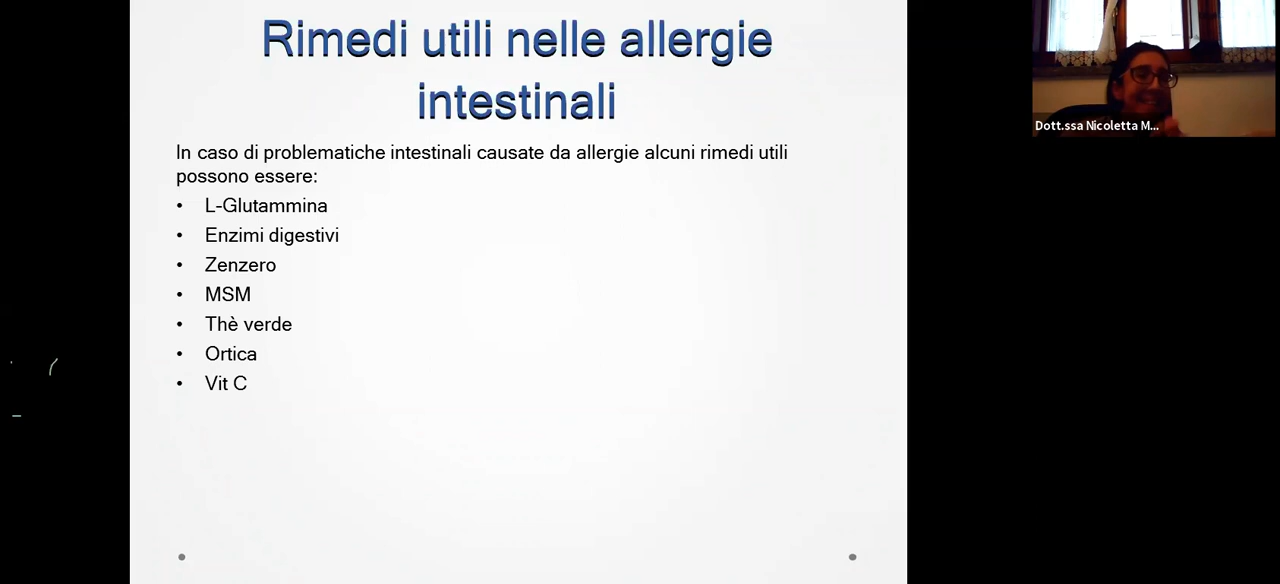 Rimedi utili nelle allergie
intestinali
In caso di problematiche intestinali causate da allergie alcuni rimedi utili
possono essere:
• L-Glutammina
• Enzimi digestivi
• Zenzero
• MSM
• Thè verde
• Ortica
• Vit C
Dott.ssa Nicoletta M...